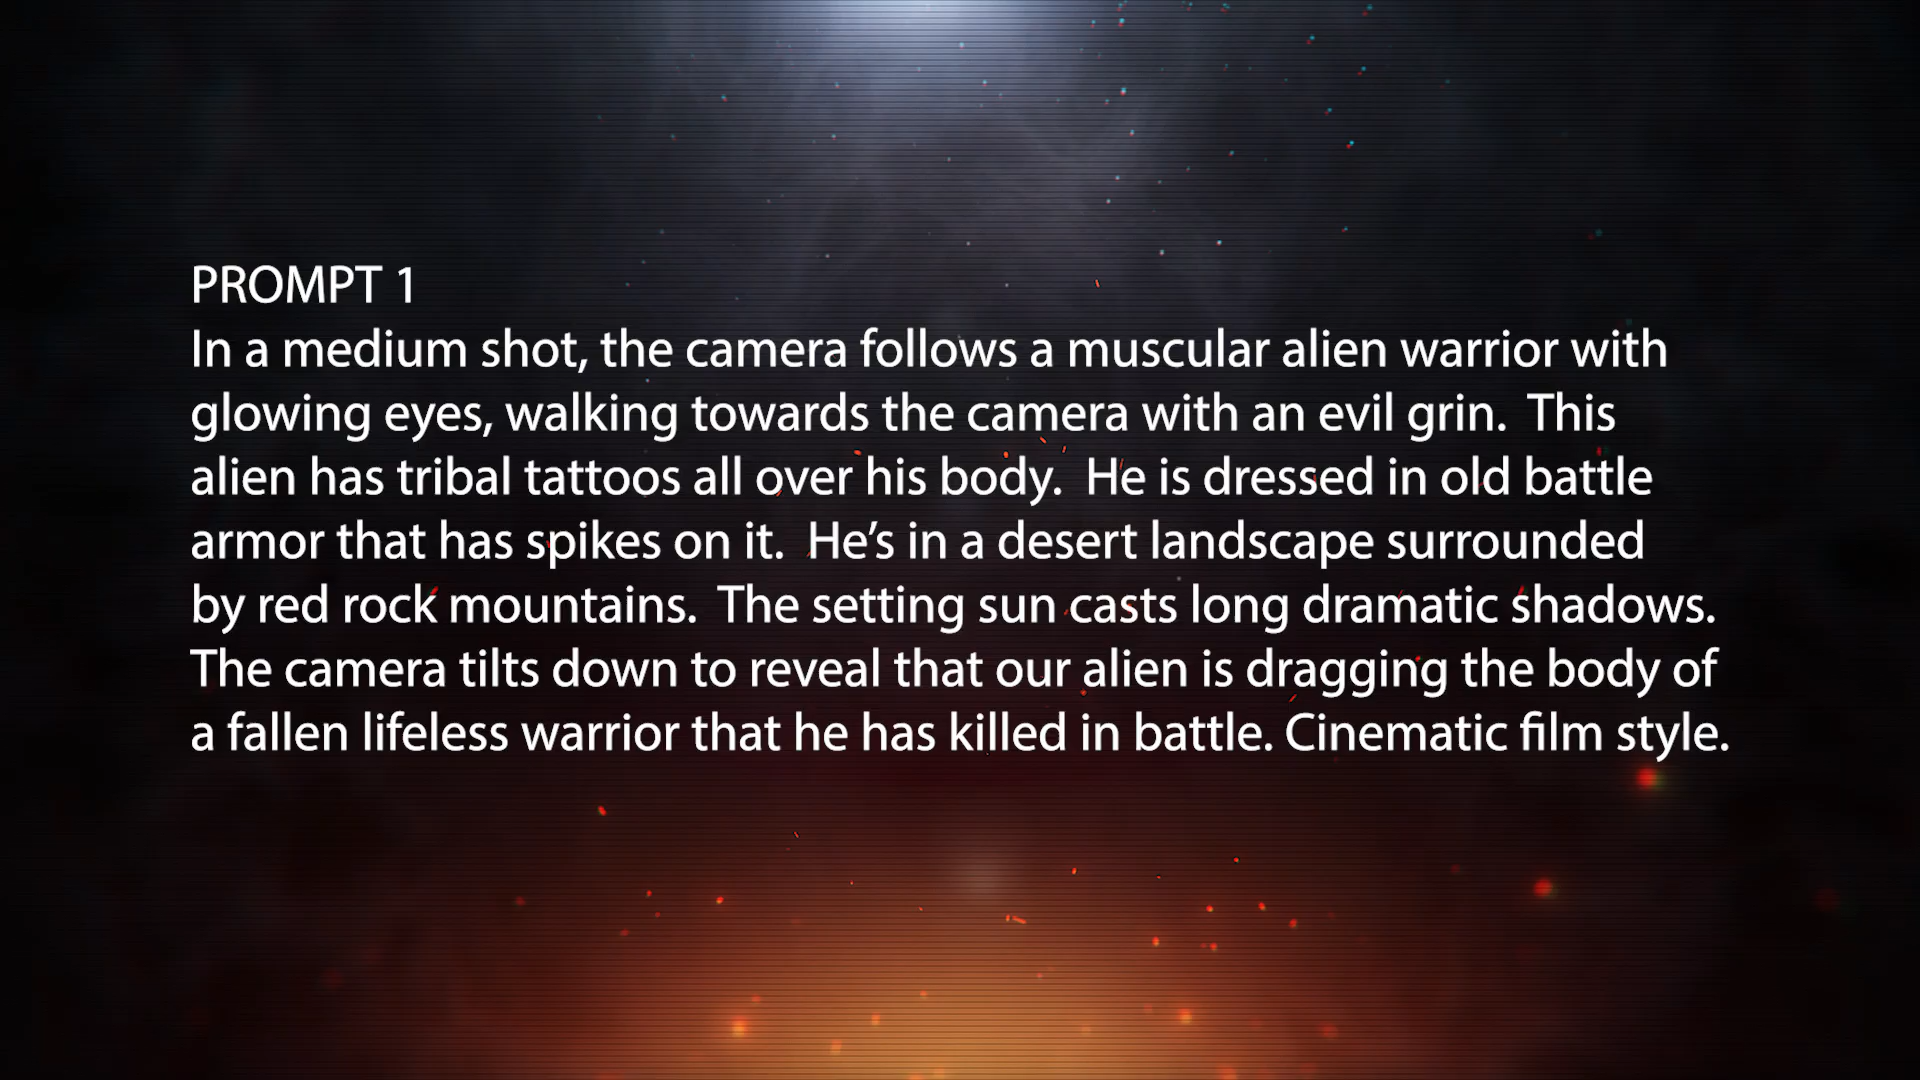 PROMPT 1
In a medium shot, the camera follows a muscular alien warrior with
glowing eyes, walking towards the camera with an evil grin.  This
alien has tribal tattoos all over his body.  He is dressed in old battle
armor that has spikes on it.  He’s in a desert landscape surrounded
by red rock mountains.  The setting sun casts long dramatic shadows.
The camera tilts down to reveal that our alien is dragging the body of
a fallen lifeless warrior that he has killed in battle. Cinematic film style.